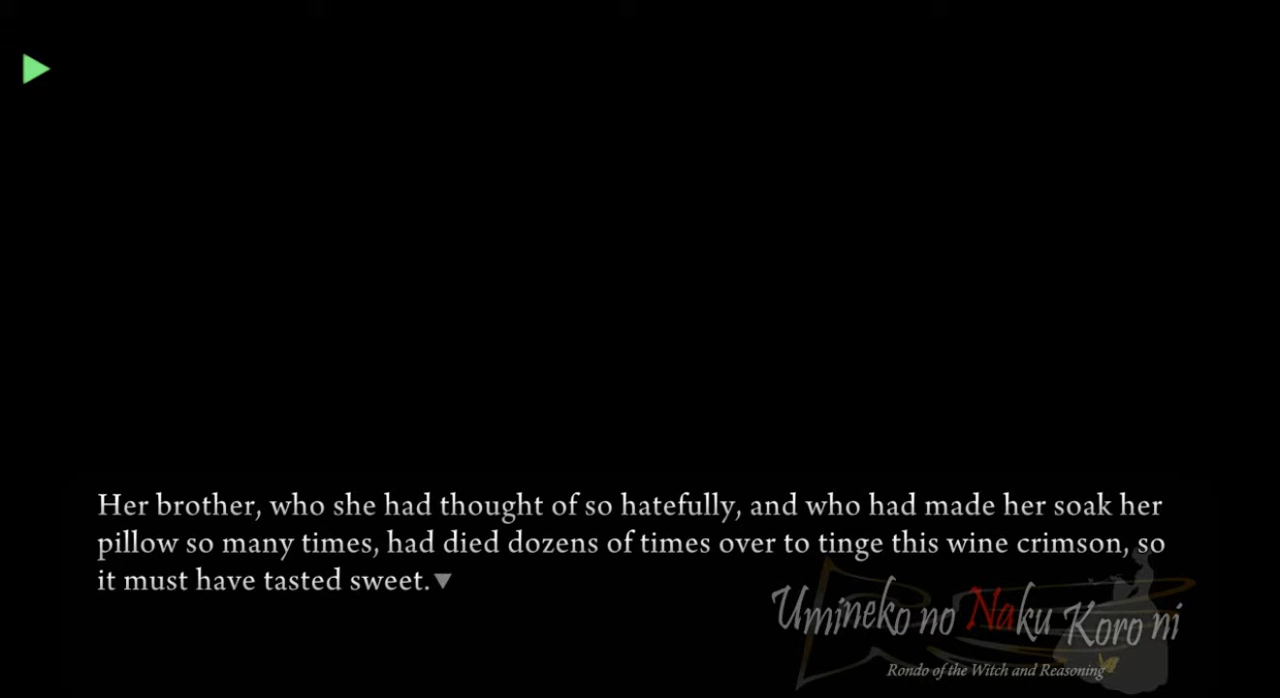 Her brother, who she had thought of so hatefully, and who had made her soak her
pillow so many times, had died dozens of times over to tinge this wine crimson, so
it must have tasted sweet.
Umineko no Naku Koro ni
Rondo of the Witch and Reasoning